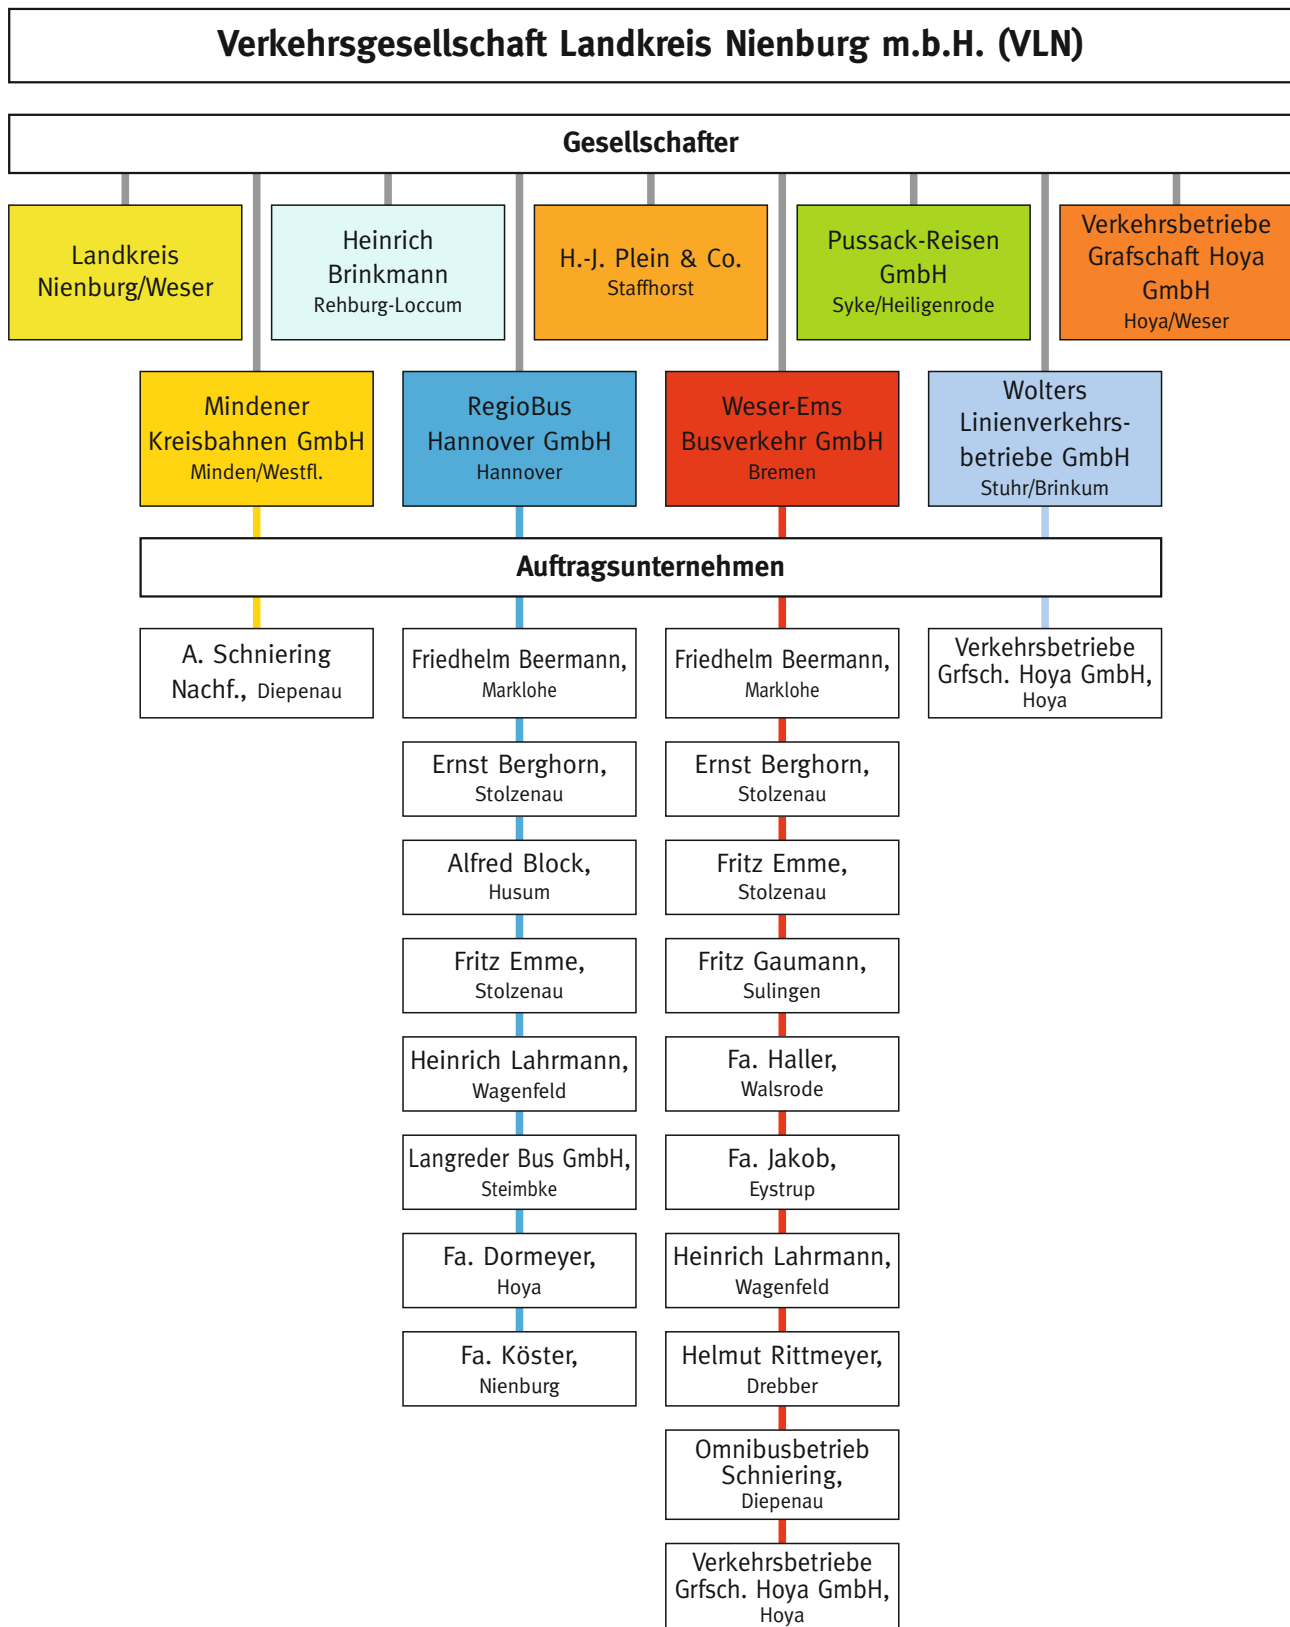 Verkehrsgesellschaft Landkreis Nienburg m.b.H. (VLN)
Gesellschafter
Landkreis
Nienburg/Weser
Heinrich
Brinkmann
Rehburg-Loccum
H.-J. Plein & Co.
Staffhorst
Pussack-Reisen
GmbH
Syke/Heiligenrode
Verkehrsbetriebe
Grafschaft Hoya
GmbH
Hoya/Weser
Mindener
Kreisbahnen GmbH
Minden/Westfl.
RegioBus
Hannover GmbH
Hannover
Weser-Ems
Busverkehr GmbH
Bremen
Wolters
Linienverkehrs-
betriebe GmbH
Stuhr/Brinkum
Auftragsunternehmen
A. Schniering
Nachf., Diepenau
Friedhelm Beermann,
Marklohe
Ernst Berghorn,
Stolzenau
Alfred Block,
Husum
Fritz Emme,
Stolzenau
Heinrich Lahrmann,
Wagenfeld
Langreder Bus GmbH,
Steimbke
Fa. Dormeyer,
Hoya
Fa. Köster,
Nienburg
Friedhelm Beermann,
Marklohe
Ernst Berghorn,
Stolzenau
Fritz Emme,
Stolzenau
Fritz Gaumann,
Sulingen
Fa. Haller,
Walsrode
Fa. Jakob,
Eystrup
Heinrich Lahrmann,
Wagenfeld
Helmut Rittmeyer,
Drebber
Omnibusbetrieb
Schniering,
Diepenau
Verkehrsbetriebe
Grfsch. Hoya GmbH,
Hoya
Verkehrsbetriebe
Grfsch. Hoya GmbH,
Hoya